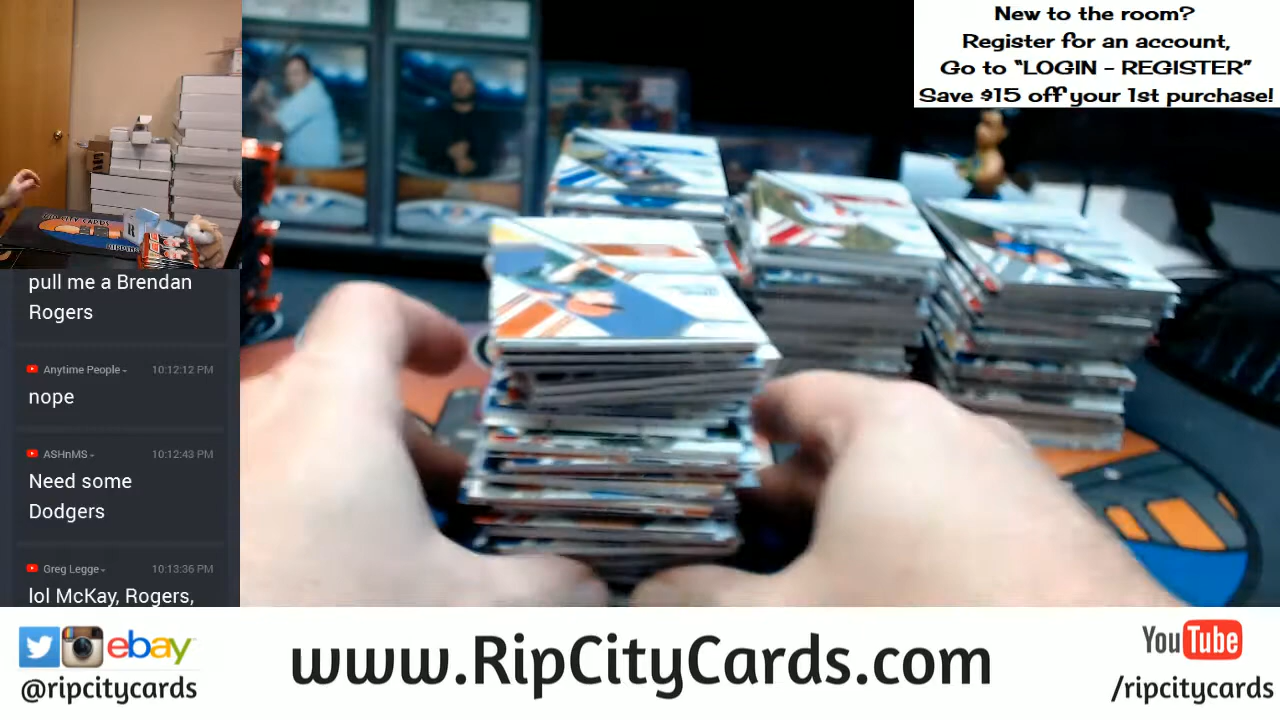 New to the room?
Register for an account,
Go to "LOGIN - REGISTER"
Save $15 off your 1st purchase!
pull me a Brendan
Rogers
Anytime People 10:12:12 PM
nope
ASHnMS 10:12:43 PM
Need some
Dodgers
Greg Legge 10:13:36 PM
lol McKay, Rogers,
ebay
@ripcitycards
www.RipCityCards.com
YouTube
/ripcitycards